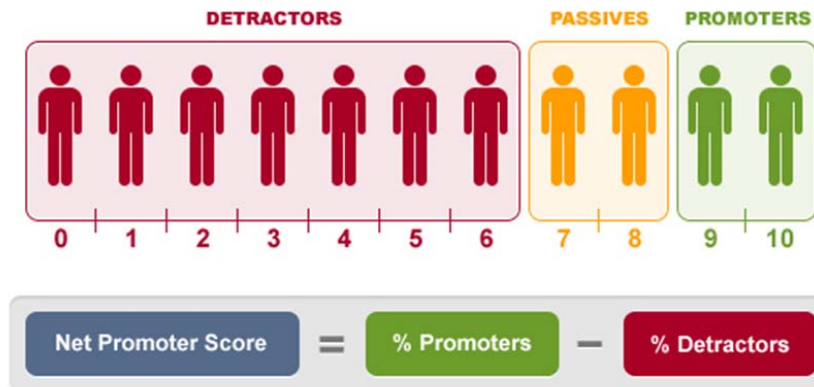 DETRACTORS PASSIVES PROMOTERS
0 1 2 3 4 5 6 7 8 9 10
Net Promoter Score = % Promoters — % Detractors